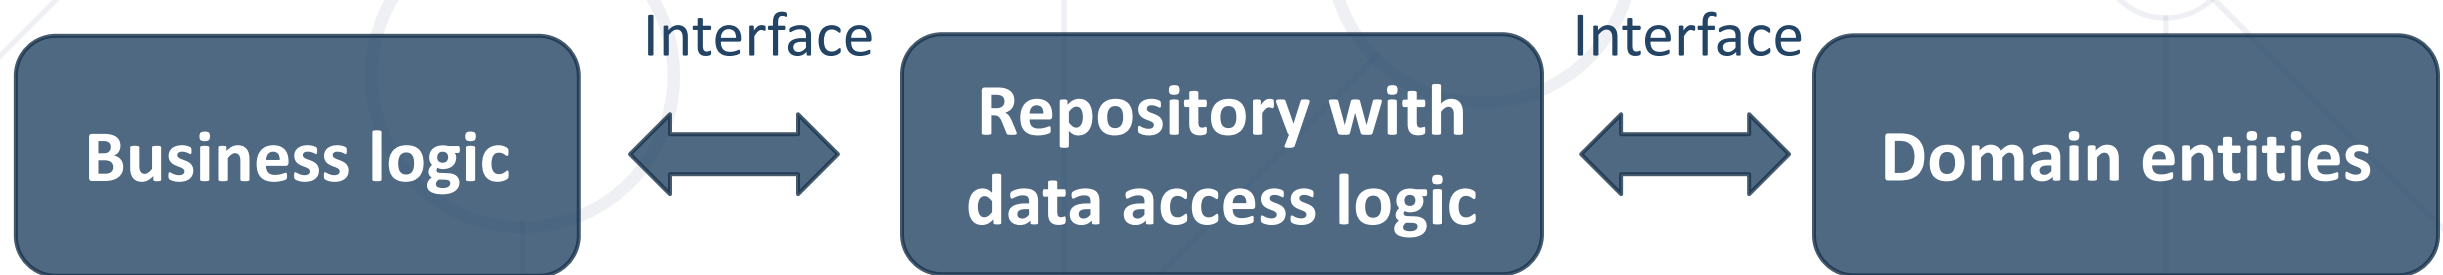 Interface
Interface
Business logic
Repository with
data access logic
Domain entities